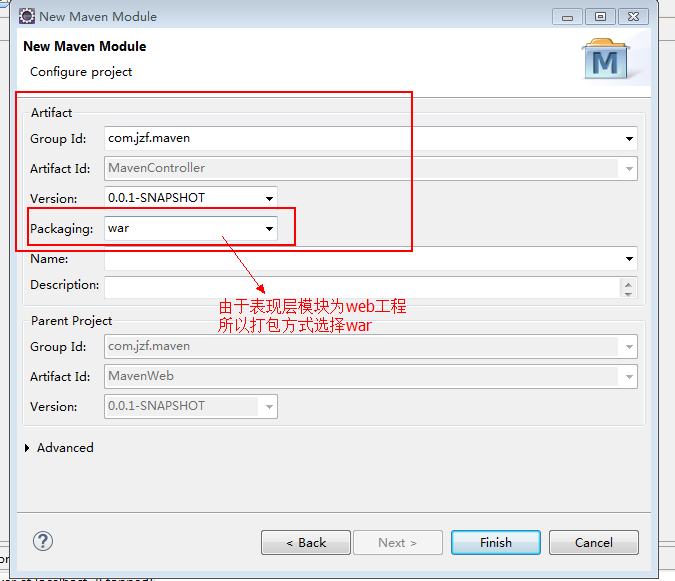 New Maven Module
New Maven Module
Configure project
M
Artifact
Group Id: com.jzf.maven
Artifact Id: MavenController
Version: 0.0.1-SNAPSHOT
Packaging: war
Name:
由于表现层模块为web工程
所以打包方式选择war
Description:
Parent Project
Group Id: com.jzf.maven
Artifact Id: MavenWeb
Version: 0.0.1-SNAPSHOT
Advanced
? < Back Next > Finish Cancel